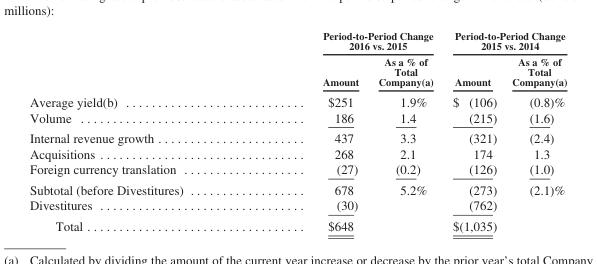 millions):
Period-to-Period Change Period-to-Period Change
2016 vs. 2015 2015 vs. 2014
As a % of As a % of
Total Total
Amount Company(a) Amount Company(a)
Average yield(b) ............................ $251 1.9% $ (106) (0.8)%
Volume .................................. 186 1.4 (215) (1.6)
Internal revenue growth ...................... 437 3.3 (321) (2.4)
Acquisitions ............................... 268 2.1 174 1.3
Foreign currency translation .................... (27) (0.2) (126) (1.0)
Subtotal (before Divestitures) .................. 678 5.2% (273) (2.1)%
Divestitures ............................... (30) (762)
Total ................................. $648 $(1,035)
(a) Calculated by dividing the amount of the current year increase or decrease by the prior year's total Company